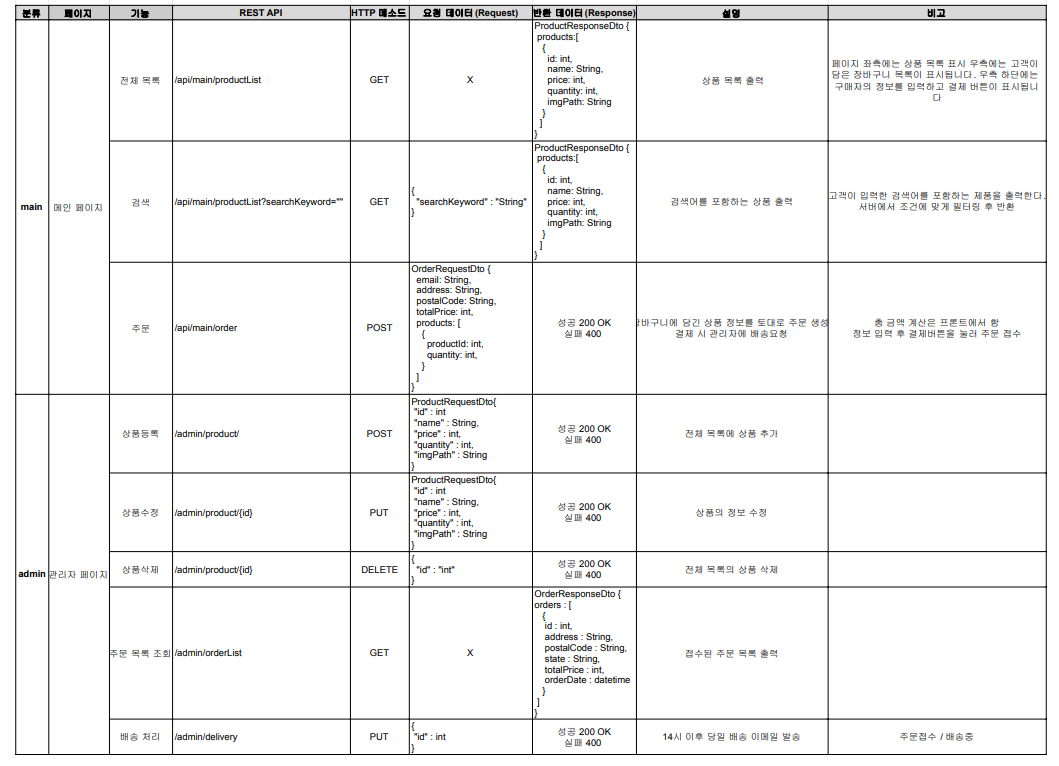 분류 페이지 기능 REST API HTTP 메소드 요청 데이터 (Request) 반환 데이터 (Response) 설명 비고
main
메인 페이지
전체 목록
/api/main/productList
GET
X
ProductResponseDto {
products:[
{
id: int,
name: String,
price: int,
quantity: int,
imgPath: String
}
]
}
상품 목록 출력
페이지 좌측에는 상품 목록 표시 우측에는 고객이
담은 장바구니 목록이 표시됩니다. 우측 하단에는
구매자의 정보를 입력하고 결제 버튼이 표시됩니
다
검색
/api/main/productList?searchKeyword=""
GET
{
"searchKeyword" : "String"
}
ProductResponseDto {
products:[
{
id: int,
name: String,
price: int,
quantity: int,
imgPath: String
}
]
}
검색어를 포함하는 상품 출력
고객이 입력한 검색어를 포함하는 제품을 출력한다.
서버에서 조건에 맞게 필터링 후 반환
주문
/api/main/order
POST
OrderRequestDto {
email: String,
address: String,
postalCode: String,
totalPrice: int,
products: [
{
productId: int,
quantity: int,
}
]
}
성공 200 OK
실패 400
바구니에 담긴 상품 정보를 토대로 주문 생성
결제 시 관리자에 배송요청
총 금액 계산은 프론트에서 함
정보 입력 후 결제버튼을 눌러 주문 접수
admin
관리자 페이지
상품등록
/admin/product/
POST
ProductRequestDto{
"id" : int
"name" : String,
"price" : int,
"quantity" : int,
"imgPath" : String
}
성공 200 OK
실패 400
전체 목록에 상품 추가
상품수정
/admin/product/{id}
PUT
ProductRequestDto{
"id" : int
"name" : String,
"price" : int,
"quantity" : int,
"imgPath" : String
}
성공 200 OK
실패 400
상품의 정보 수정
상품삭제
/admin/product/{id}
DELETE
{
"id" : "int"
}
성공 200 OK
실패 400
전체 목록의 상품 삭제
주문 목록 조회
/admin/orderList
GET
X
OrderResponseDto {
orders : [
{
id : int,
address : String,
postalCode : String,
state : String,
totalPrice : int,
orderDate : datetime
}
]
}
접수된 주문 목록 출력
배송 처리
/admin/delivery
PUT
{
"id" : int
}
성공 200 OK
실패 400
14시 이후 당일 배송 이메일 발송
주문접수 / 배송중